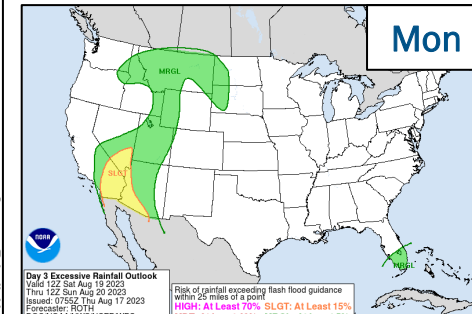 Mon
MRGL
SLGT
MRGL
NOAA
Day 3 Excessive Rainfall Outlook
Valid 12Z Sat Aug 19 2023
Thru 12Z Sun Aug 20 2023
Issued: 0755Z Thu Aug 17 2023
Forecaster: ROTH
Risk of rainfall exceeding flash flood guidance
within 25 miles of a point
HIGH: At Least 70% SLGT: At Least 15%